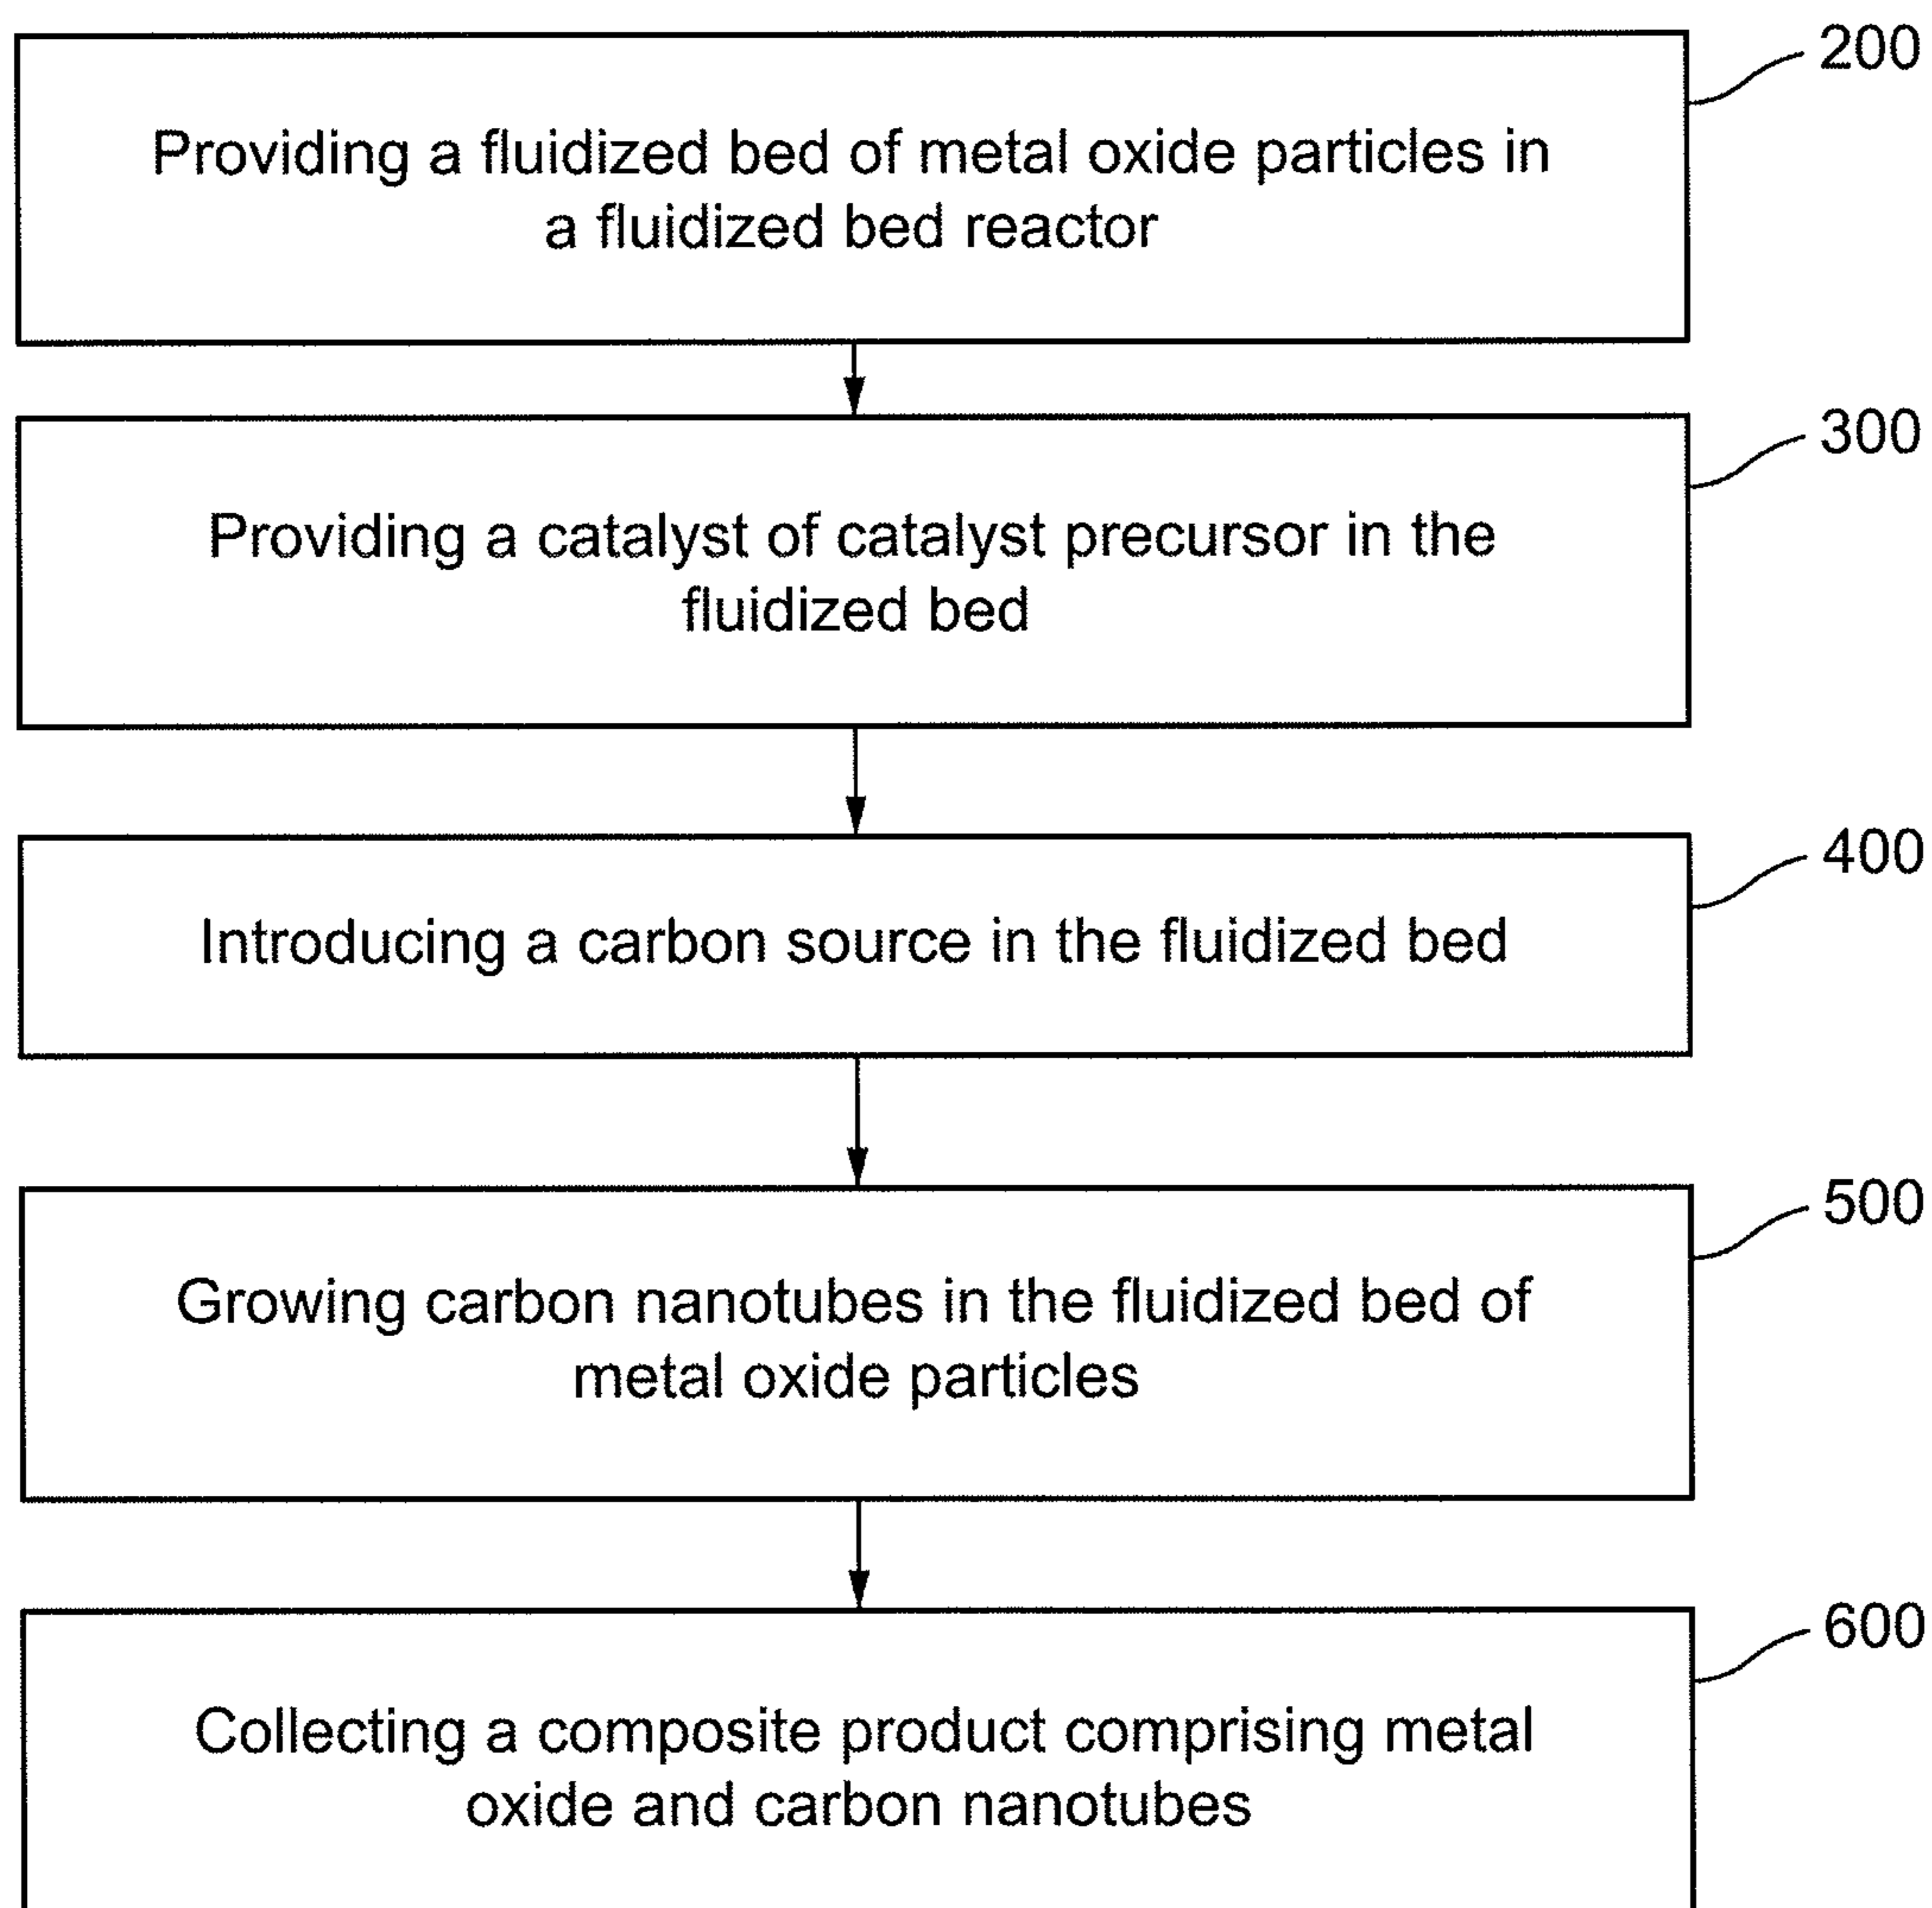 200
Providing a fluidized bed of metal oxide particles in
a fluidized bed reactor
300
Providing a catalyst of catalyst precursor in the
fluidized bed
400
Introducing a carbon source in the fluidized bed
500
Growing carbon nanotubes in the fluidized bed of
metal oxide particles
600
Collecting a composite product comprising metal
oxide and carbon nanotubes